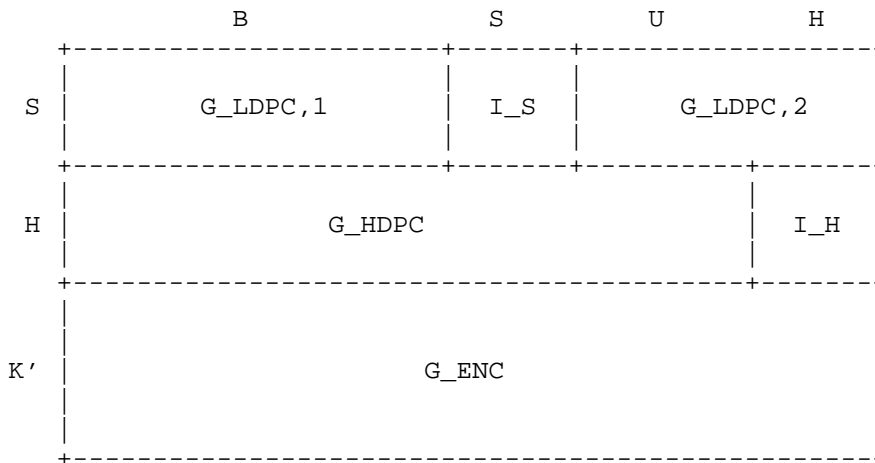 B S U H
S G_LDPC,1 I_S G_LDPC,2
H G_HDPC I_H
K' G_ENC